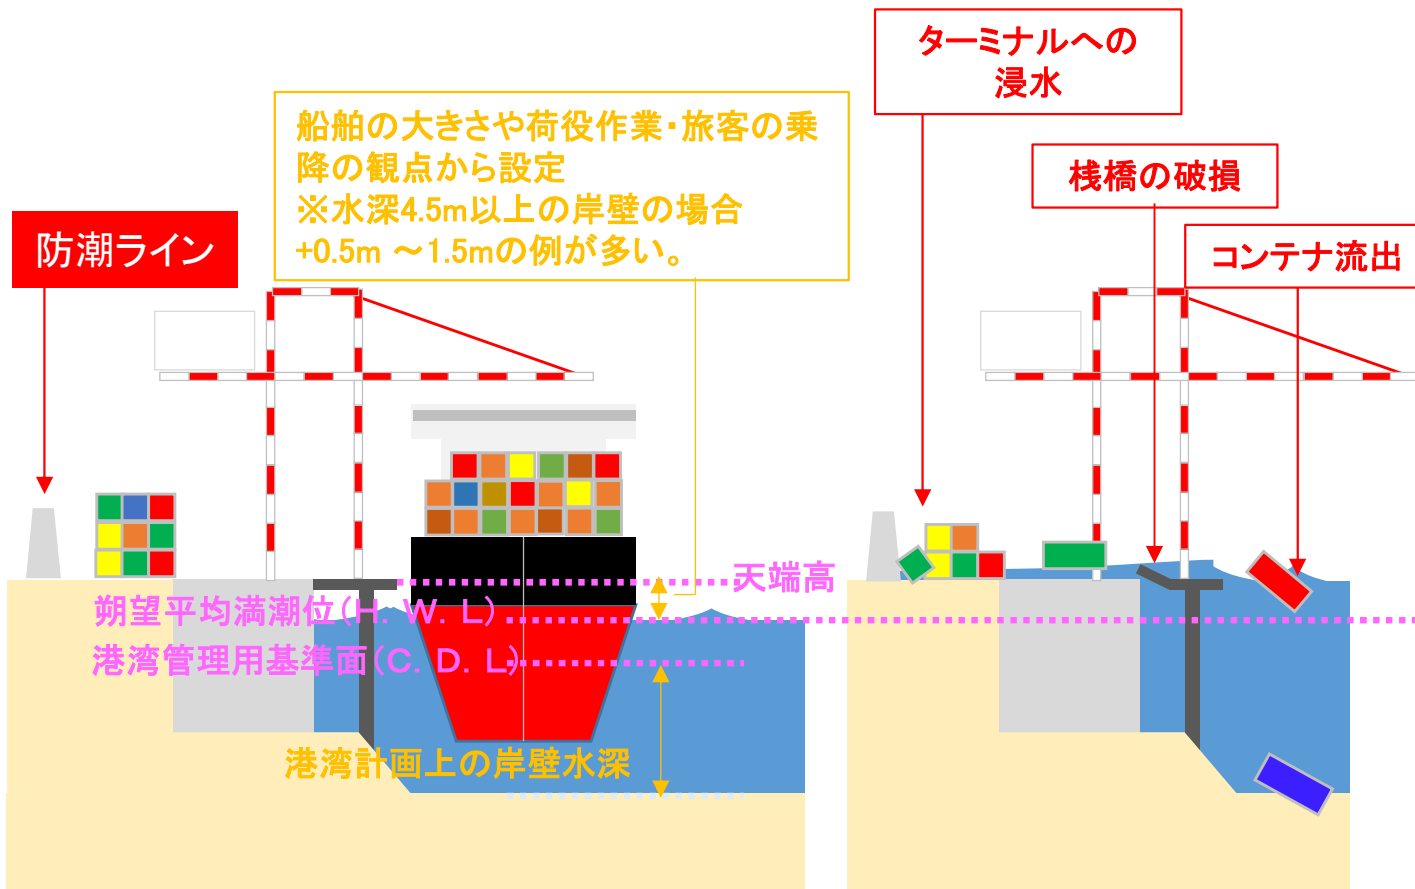 ターミナルへの
浸水
船舶の大きさや荷役作業・旅客の乗
降の観点から設定
※水深4.5m以上の岸壁の場合
+0.5m ～1.5mの例が多い。
桟橋の破損
防潮ライン
コンテナ流出
天端高
朔望平均満潮位(H. W. L)
港湾管理用基準面(C. D. L)
港湾計画上の岸壁水深